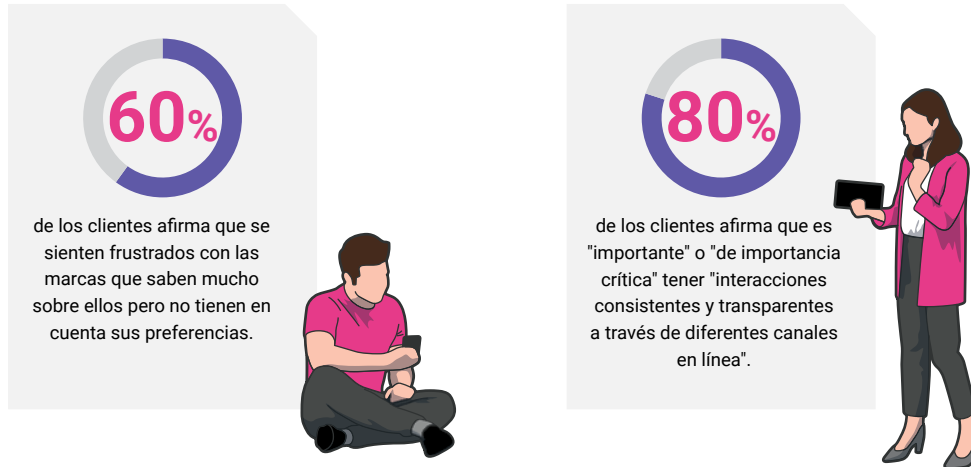 60%
de los clientes afirma que se
sienten frustrados con las
marcas que saben mucho
sobre ellos pero no tienen en
cuenta sus preferencias.
80%
de los clientes afirma que es
"importante" o "de importancia
crítica" tener "interacciones
consistentes y transparentes
a través de diferentes canales
en línea".